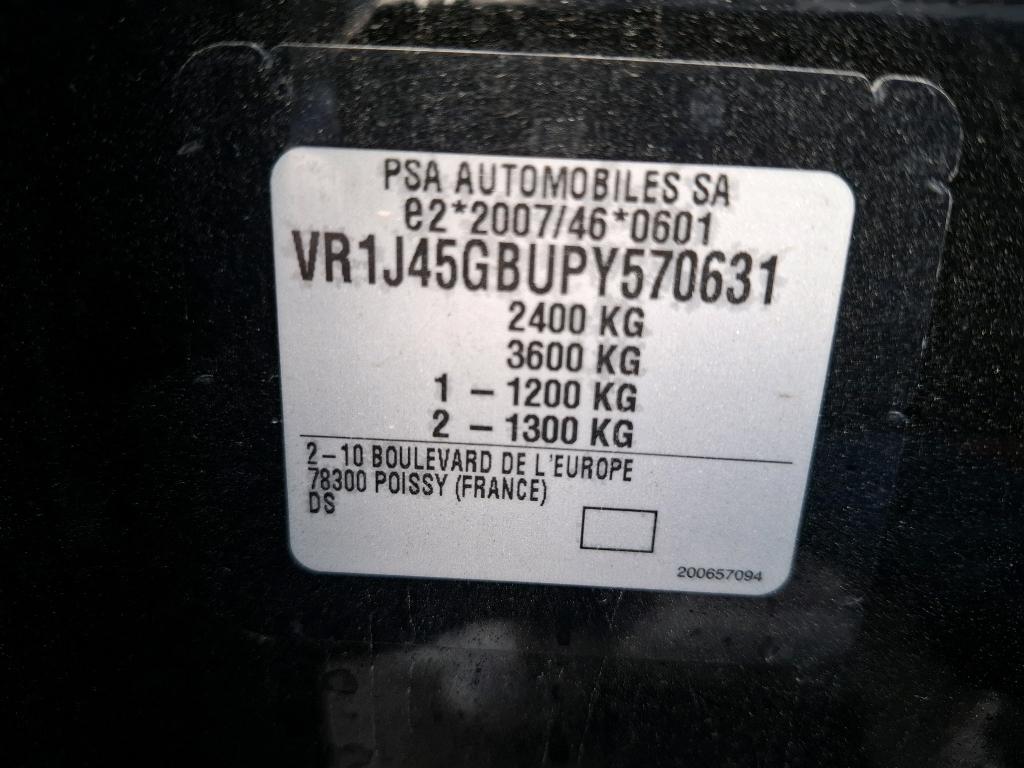 PSA AUTOMOBILES SA
e2*2007/46*0601
VR1J45GBUPY570631
2400 KG
3600 KG
1 - 1200 KG
2 - 1300 KG
2-10 BOULEVARD DE L'EUROPE
78300 POISSY (FRANCE)
DS
200657094